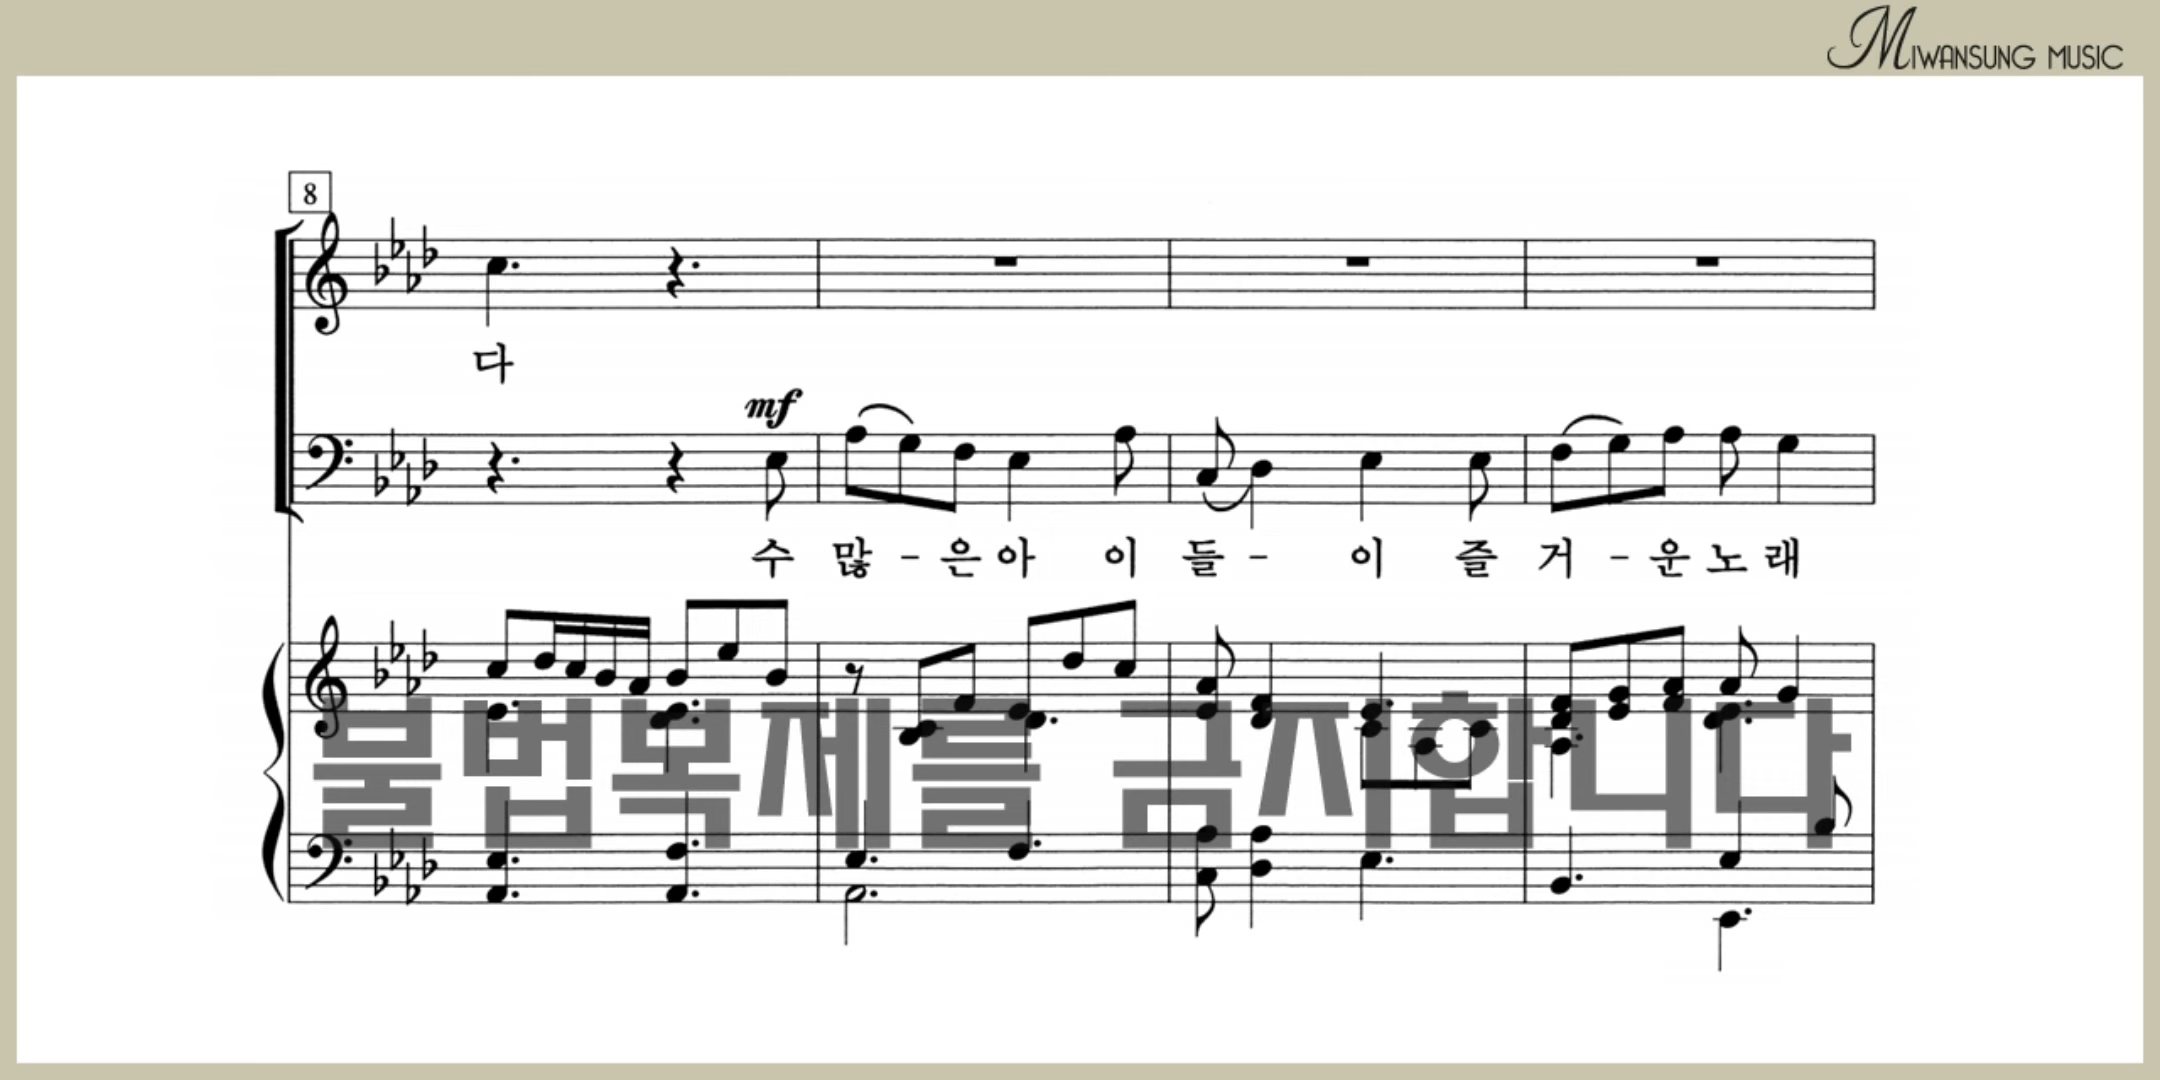 MIWANSUNG MUSIC
8
다
mf
수 많 - 은 아 이 들 - 이 즐 거 - 운 노 래
불법복제를 금지합니다